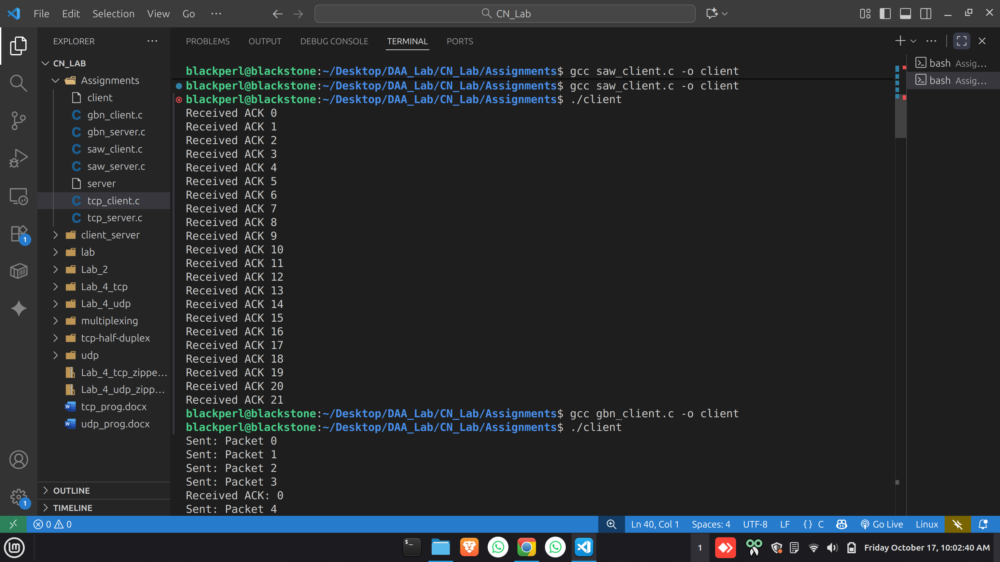 File Edit Selection View Go ···
CN_Lab
EXPLORER ···
CN_LAB
Assignments
client
C gbn_client.c
C gbn_server.c
C saw_client.c
C saw_server.c
server
C tcp_client.c
C tcp_server.c
client_server
lab
Lab_2
Lab_4_tcp
Lab_4_udp
multiplexing
tcp-half-duplex
udp
Lab_4_tcp_zippe...
Lab_4_udp_zipp...
W tcp_prog.docx
W udp_prog.docx
OUTLINE
TIMELINE
1
1
PROBLEMS OUTPUT DEBUG CONSOLE TERMINAL PORTS
blackperl@blackstone:~/Desktop/DAA_Lab/CN_Lab/Assignments$ gcc saw_client.c -o client
blackperl@blackstone:~/Desktop/DAA_Lab/CN_Lab/Assignments$ gcc saw_client.c -o client
blackperl@blackstone:~/Desktop/DAA_Lab/CN_Lab/Assignments$ ./client
Received ACK 0
Received ACK 1
Received ACK 2
Received ACK 3
Received ACK 4
Received ACK 5
Received ACK 6
Received ACK 7
Received ACK 8
Received ACK 9
Received ACK 10
Received ACK 11
Received ACK 12
Received ACK 13
Received ACK 14
Received ACK 15
Received ACK 16
Received ACK 17
Received ACK 18
Received ACK 19
Received ACK 20
Received ACK 21
blackperl@blackstone:~/Desktop/DAA_Lab/CN_Lab/Assignments$ gcc gbn_client.c -o client
blackperl@blackstone:~/Desktop/DAA_Lab/CN_Lab/Assignments$ ./client
Sent: Packet 0
Sent: Packet 1
Sent: Packet 2
Sent: Packet 3
Received ACK: 0
Sent: Packet 4
bash Assig...
bash Assig...
0 0
Ln 40, Col 1 Spaces: 4 UTF-8 LF {} C Go Live Linux
$_
1
Friday October 17, 10:02:40 AM